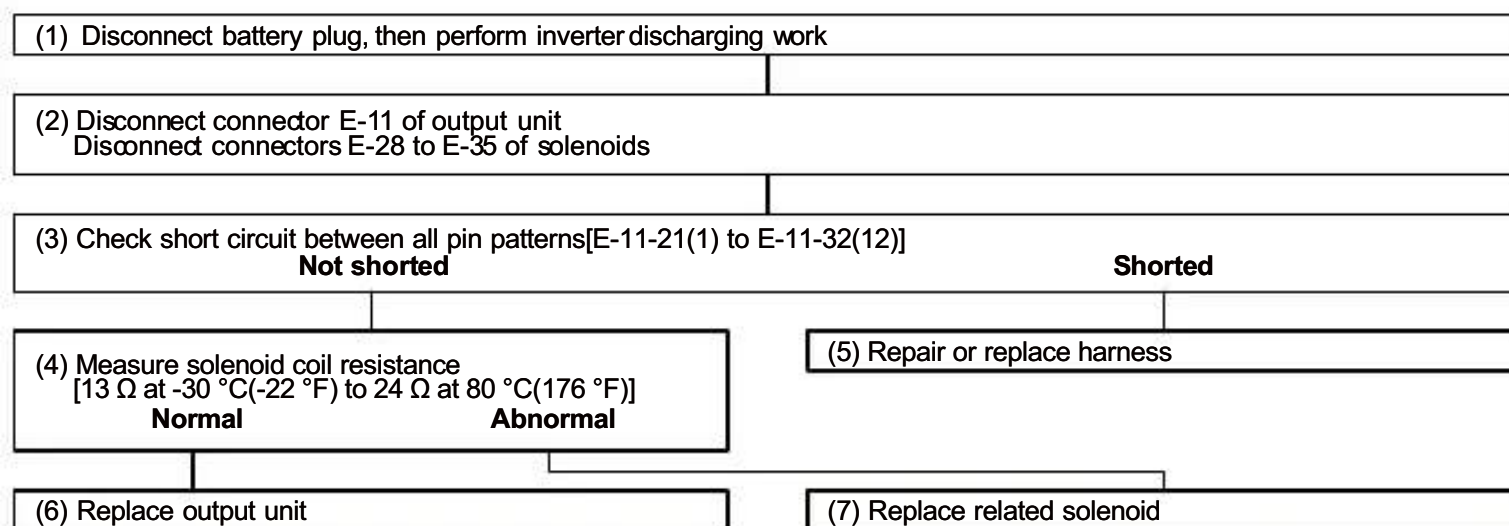 (1) Disconnect battery plug, then perform inverter discharging work
(2) Disconnect connector E-11 of output unit
Disconnect connectors E-28 to E-35 of solenoids
(3) Check short circuit between all pin patterns[E-11-21(1) to E-11-32(12)]
Not shorted Shorted
(4) Measure solenoid coil resistance
[13 Ω at -30 °C(-22 °F) to 24 Ω at 80 °C(176 °F)]
Normal Abnormal
(5) Repair or replace harness
(6) Replace output unit
(7) Replace related solenoid